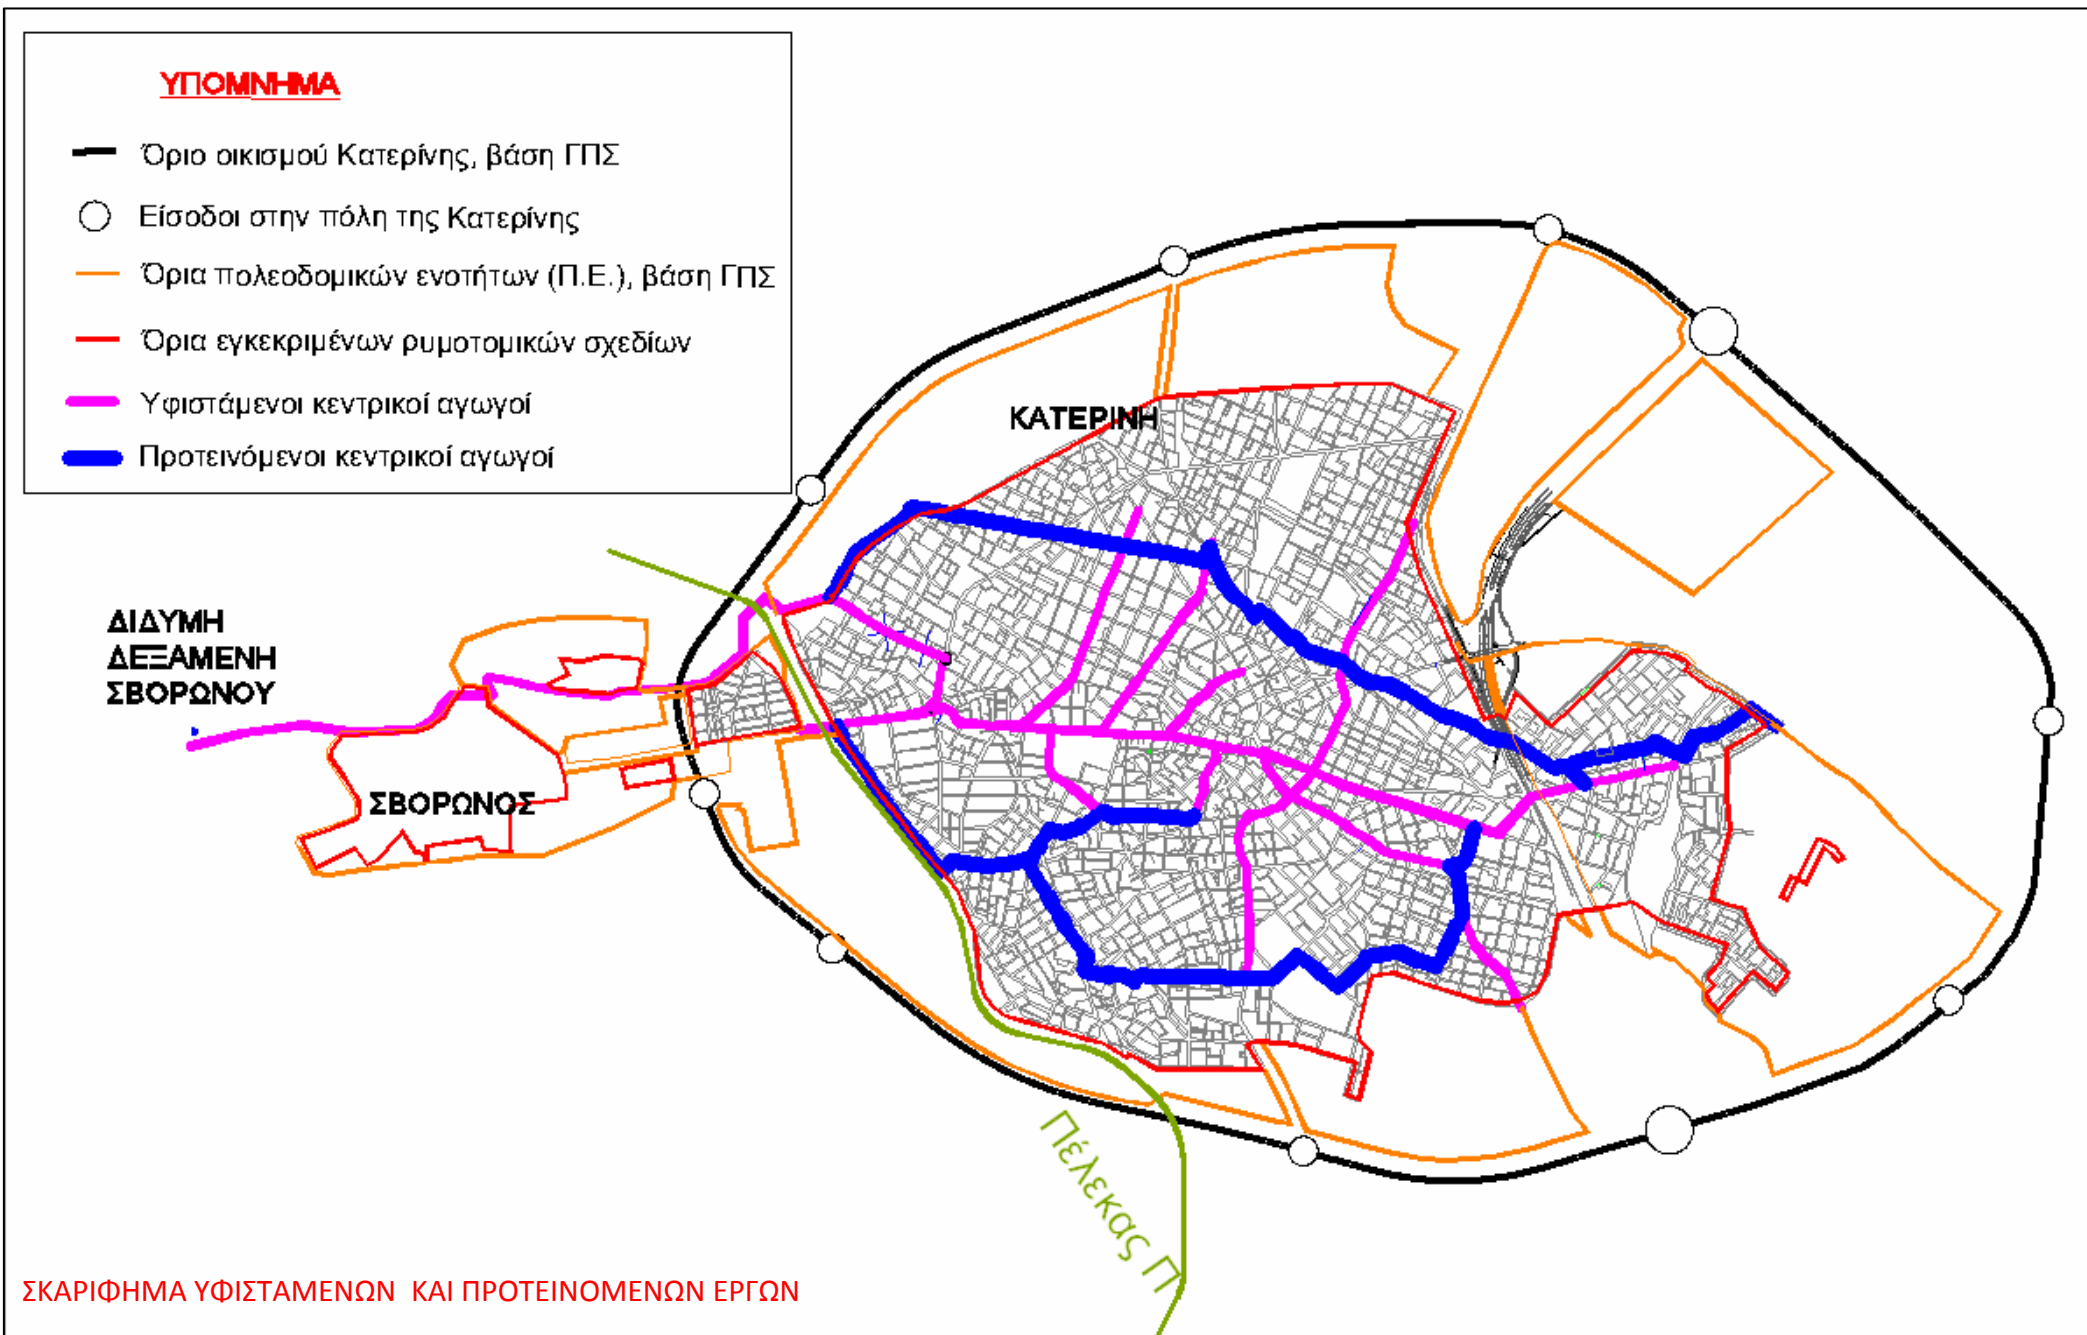 ΥΠΟΜΝΗΜΑ
Όριο οικισμού Κατερίνης, βάση ΓΠΣ
Είσοδοι στην πόλη της Κατερίνης
Όρια πολεοδομικών ενοτήτων (Π.Ε.), βάση ΓΠΣ
Όρια εγκεκριμένων ρυμοτομικών σχεδίων
Υφιστάμενοι κεντρικοί αγωγοί
Προτεινόμενοι κεντρικοί αγωγοί
ΚΑΤΕΡΙΝΗ
ΔΙΔΥΜΗ
ΔΕΞΑΜΕΝΗ
ΣΒΟΡΩΝΟΥ
ΣΒΟΡΩΝΟΣ
Πέλεκας Π
ΣΚΑΡΙΦΗΜΑ ΥΦΙΣΤΑΜΕΝΩΝ ΚΑΙ ΠΡΟΤΕΙΝΟΜΕΝΩΝ ΕΡΓΩΝ